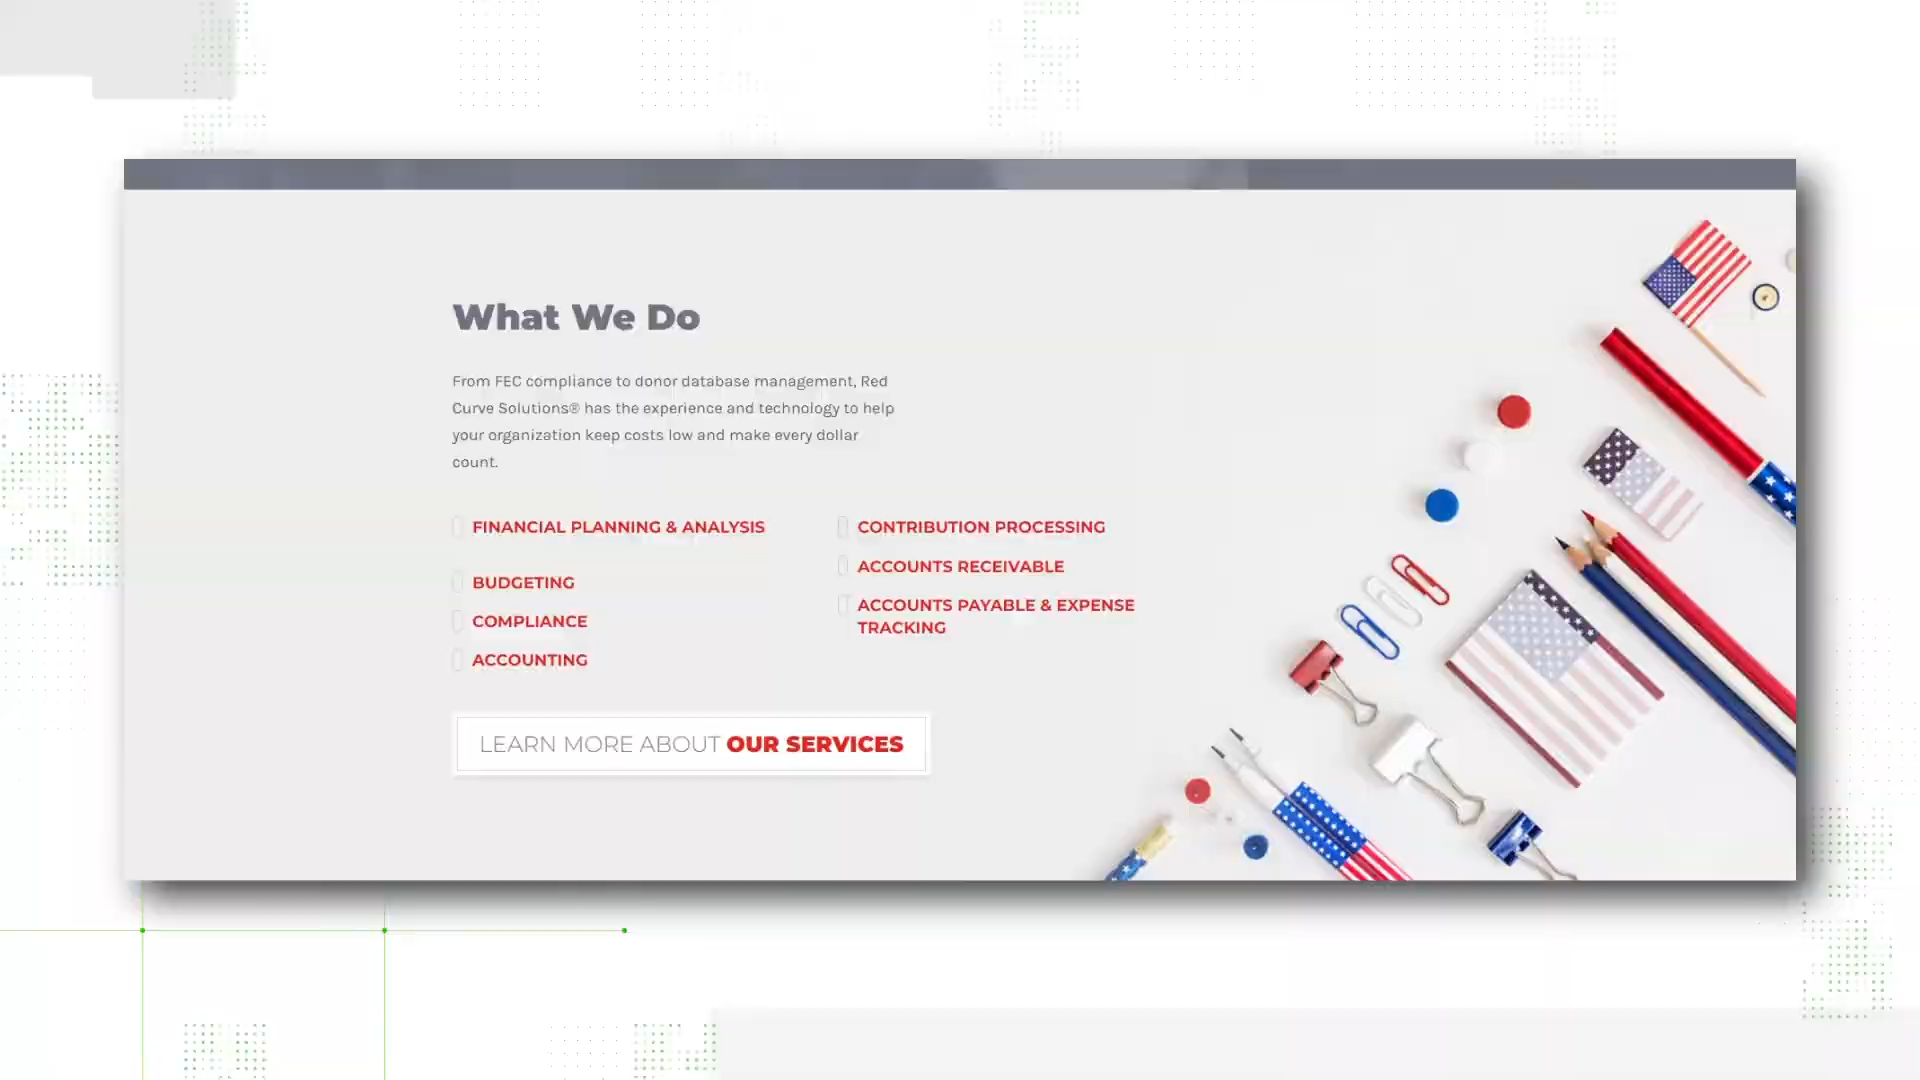 What We Do
From FEC compliance to donor database management, Red
Curve Solutions® has the experience and technology to help
your organization keep costs low and make every dollar
count.
FINANCIAL PLANNING & ANALYSIS
BUDGETING
COMPLIANCE
ACCOUNTING
CONTRIBUTION PROCESSING
ACCOUNTS RECEIVABLE
ACCOUNTS PAYABLE & EXPENSE
TRACKING
LEARN MORE ABOUT OUR SERVICES